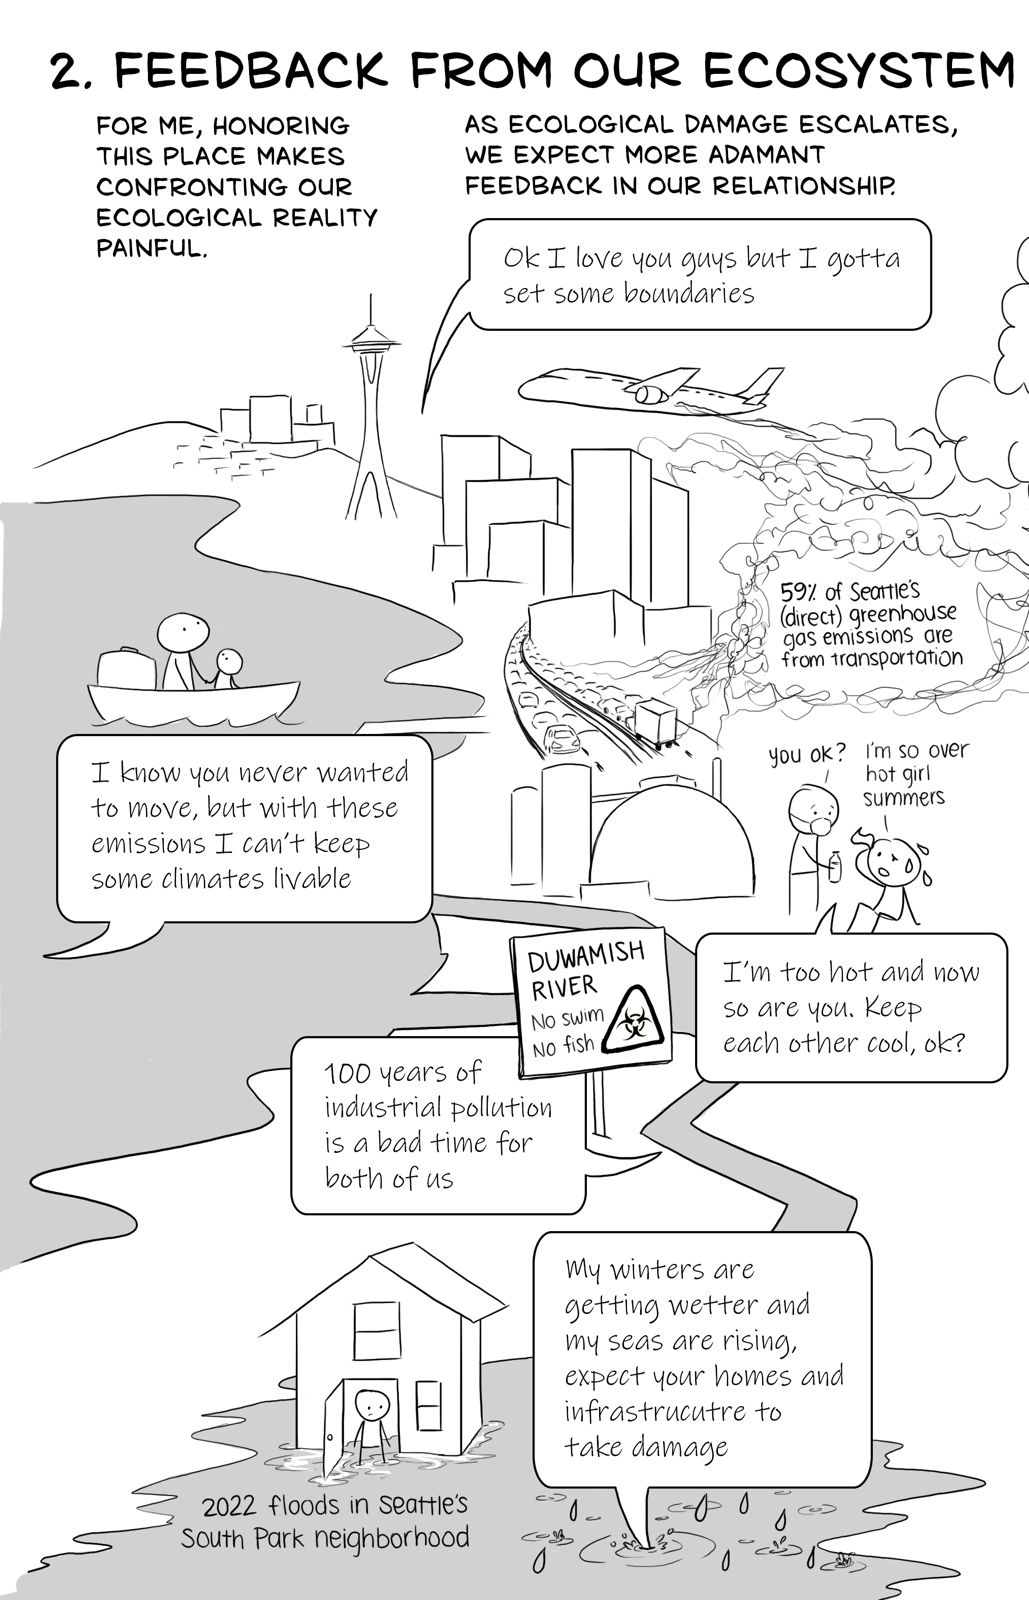 2. FEEDBACK FROM OUR ECOSYSTEM
FOR ME, HONORING
THIS PLACE MAKES
CONFRONTING OUR
ECOLOGICAL REALITY
PAINFUL.
AS ECOLOGICAL DAMAGE ESCALATES,
WE EXPECT MORE ADAMANT
FEEDBACK IN OUR RELATIONSHIP.
Ok I love you guys but I gotta
set some boundaries
59% of Seattle's
(direct) greenhouse
gas emissions are
from transportation
I know you never wanted
to move, but with these
emissions I can't keep
some climates livable
you ok?
I'm so over
hot girl
summers
I'm too hot and now
so are you. Keep
each other cool, ok?
DUWAMISH
RIVER
No swim
No fish
100 years of
industrial pollution
is a bad time for
both of us
My winters are
getting wetter and
my seas are rising,
expect your homes and
infrastrucutre to
take damage
2022 floods in Seattle's
South Park neighborhood